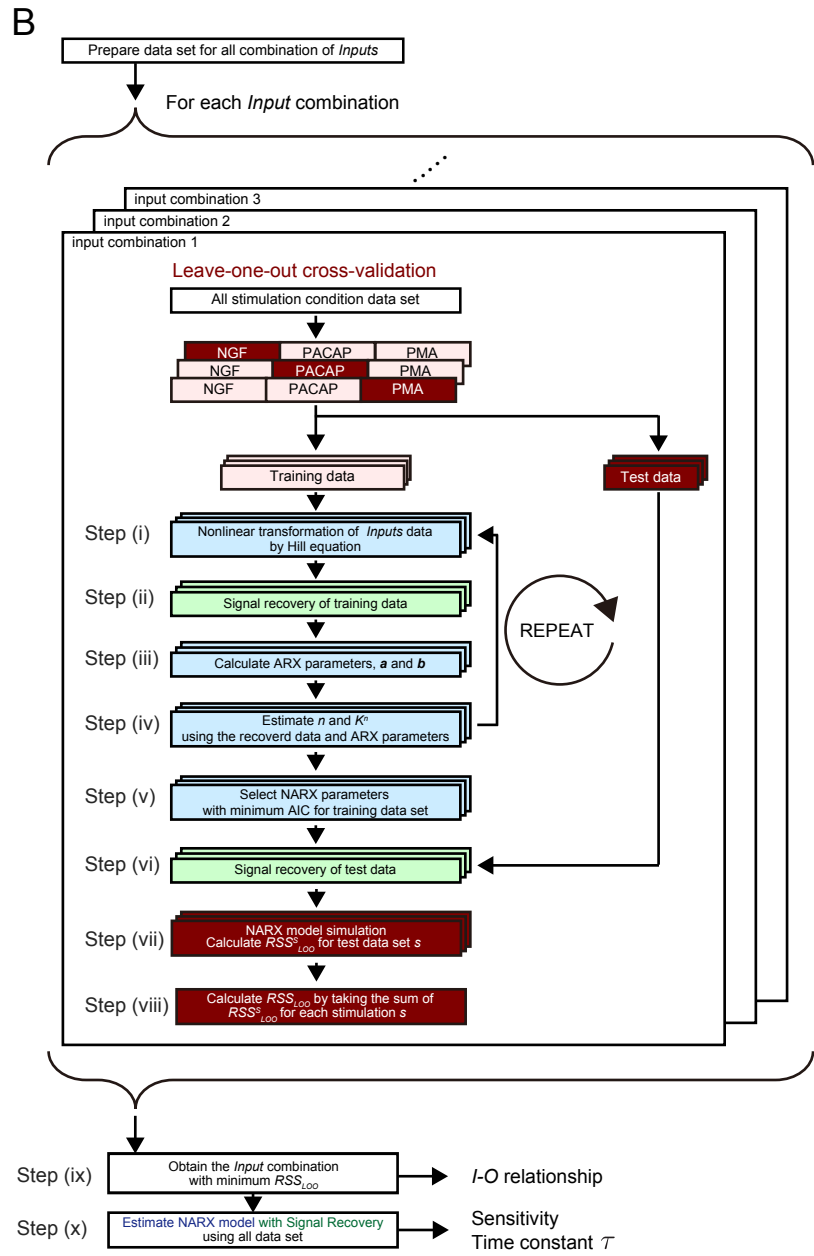 B
Prepare data set for all combination of Inputs
For each Input combination
input combination 3
input combination 2
input combination 1
Leave-one-out cross-validation
All stimulation condition data set
NGF PACAP PMA
NGF PACAP PMA
NGF PACAP PMA
Training data
Test data
Step (i)
Nonlinear transformation of Inputs data
by Hill equation
Step (ii)
Signal recovery of training data
REPEAT
Step (iii)
Calculate ARX parameters, a and b
Step (iv)
Estimate n and Kⁿ
using the recoverd data and ARX parameters
Step (v)
Select NARX parameters
with minimum AIC for training data set
Step (vi)
Signal recovery of test data
Step (vii)
NARX model simulation
Calculate RSS^S_LOO for test data set s
Step (viii)
Calculate RSS_LOO by taking the sum of
RSS^S_LOO for each stimulation s
Step (ix)
Obtain the Input combination
with minimum RSS_LOO
I-O relationship
Step (x)
Estimate NARX model with Signal Recovery
using all data set
Sensitivity
Time constant τ